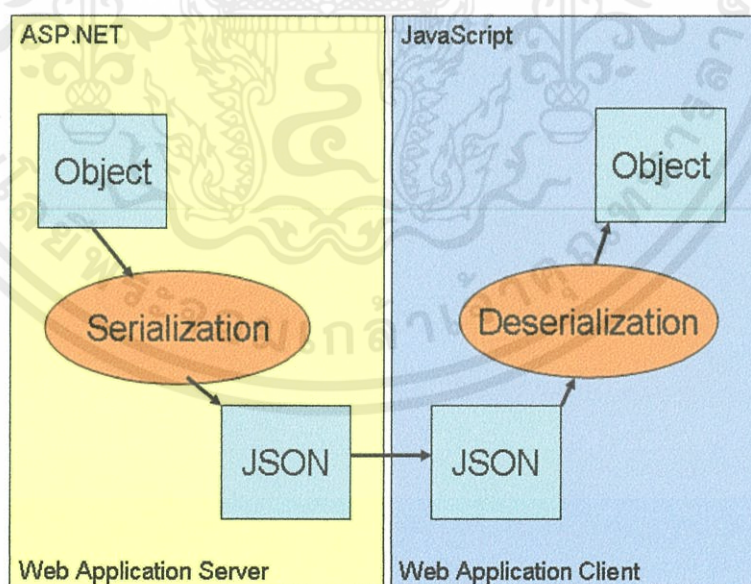 ASP.NET
JavaScript
Object
Object
Serialization
Deserialization
JSON
JSON
Web Application Server
Web Application Client